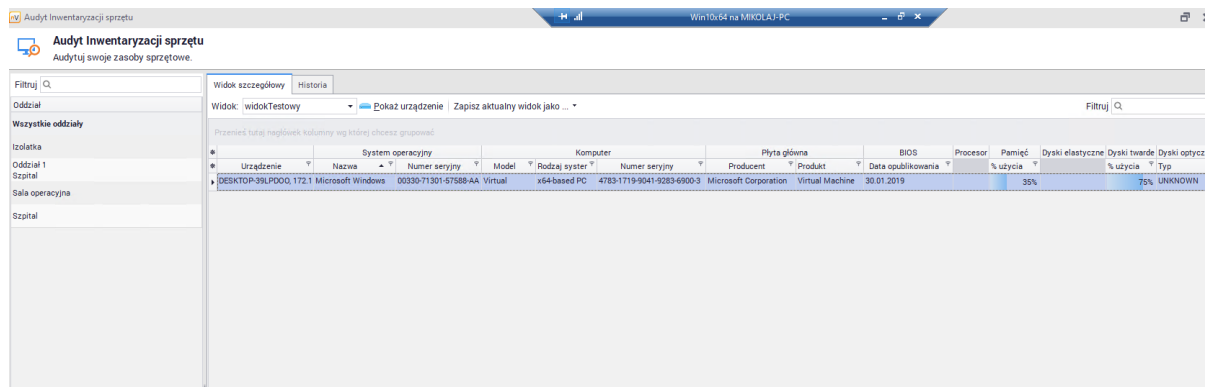 nV Audyt Inwentaryzacji sprzętu
Win10x64 na MIKOLAJ-PC
Audyt Inwentaryzacji sprzętu
Audytuj swoje zasoby sprzętowe.
Filtruj
Widok szczegółowy Historia
Oddział
Widok: widokTestowy Pokaż urządzenie Zapisz aktualny widok jako ... Filtruj
Wszystkie oddziały
Przenieś tutaj nagłówek kolumny wg której chcesz grupować
Izolatka
System operacyjny Komputer Płyta główna BIOS Procesor Pamięć Dyski elastyczne Dyski twarde Dyski optycz
Oddział 1
Szpital
Urządzenie Nazwa Numer seryjny Model Rodzaj syster Numer seryjny Producent Produkt Data opublikowania % użycia % użycia Typ
DESKTOP-39LPDOO, 172.1 Microsoft Windows 00330-71301-57588-AA Virtual x64-based PC 4783-1719-9041-9283-6900-3 Microsoft Corporation Virtual Machine 30.01.2019 35% 75% UNKNOWN
Sala operacyjna
Szpital